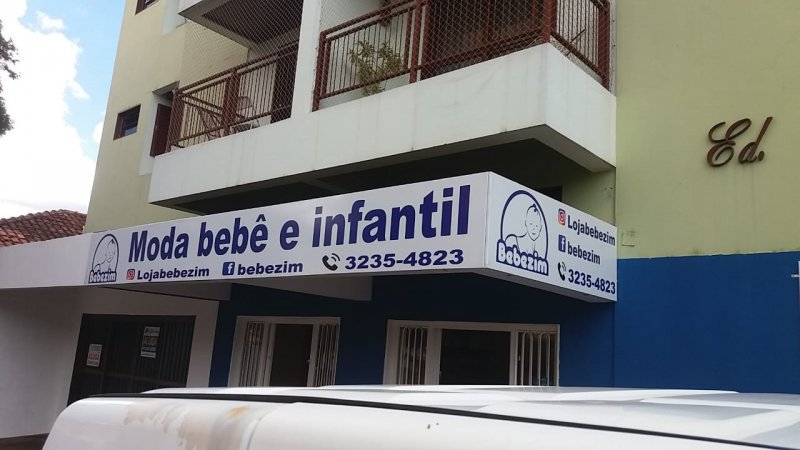 Ed.
Moda bebê e infantil
Bebezim
Lojabebezim bebezim 3235-4823
Bebezim
Lojabebezim
bebezim
3235-4823